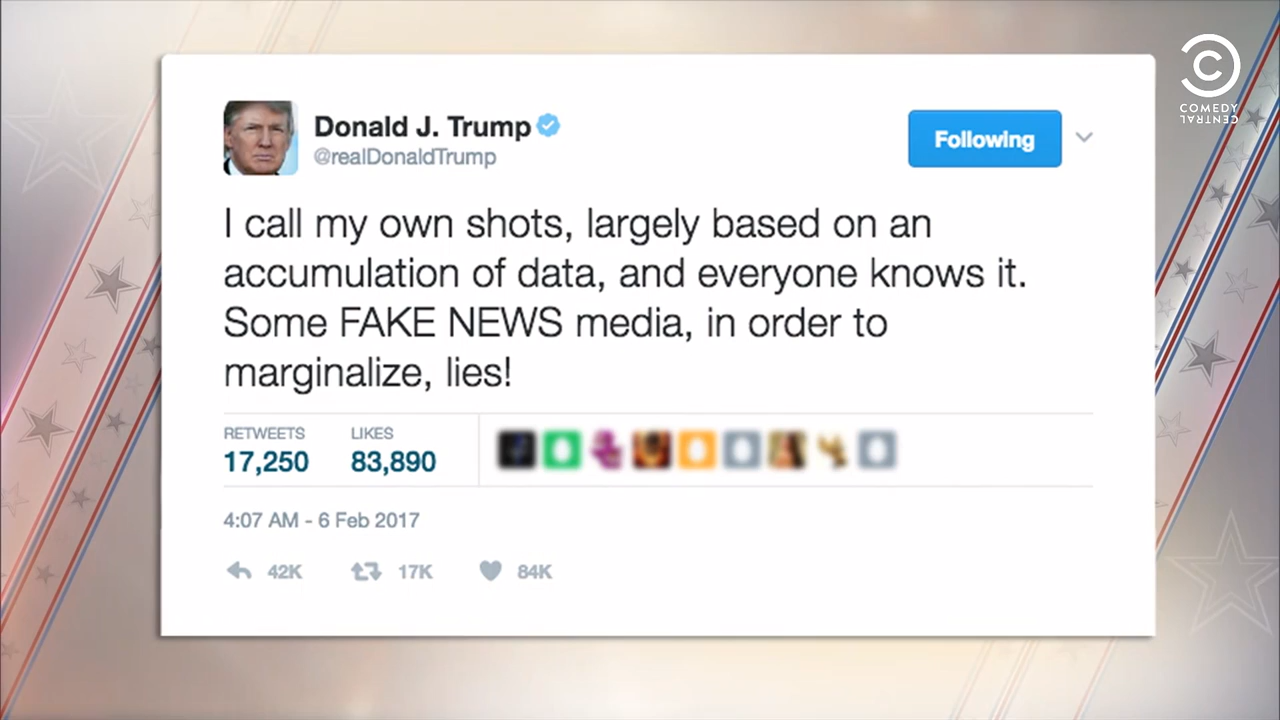 COMEDY
CENTRAL
Donald J. Trump
@realDonaldTrump
Following
I call my own shots, largely based on an
accumulation of data, and everyone knows it.
Some FAKE NEWS media, in order to
marginalize, lies!
RETWEETS LIKES
17,250 83,890
4:07 AM - 6 Feb 2017
42K 17K 84K